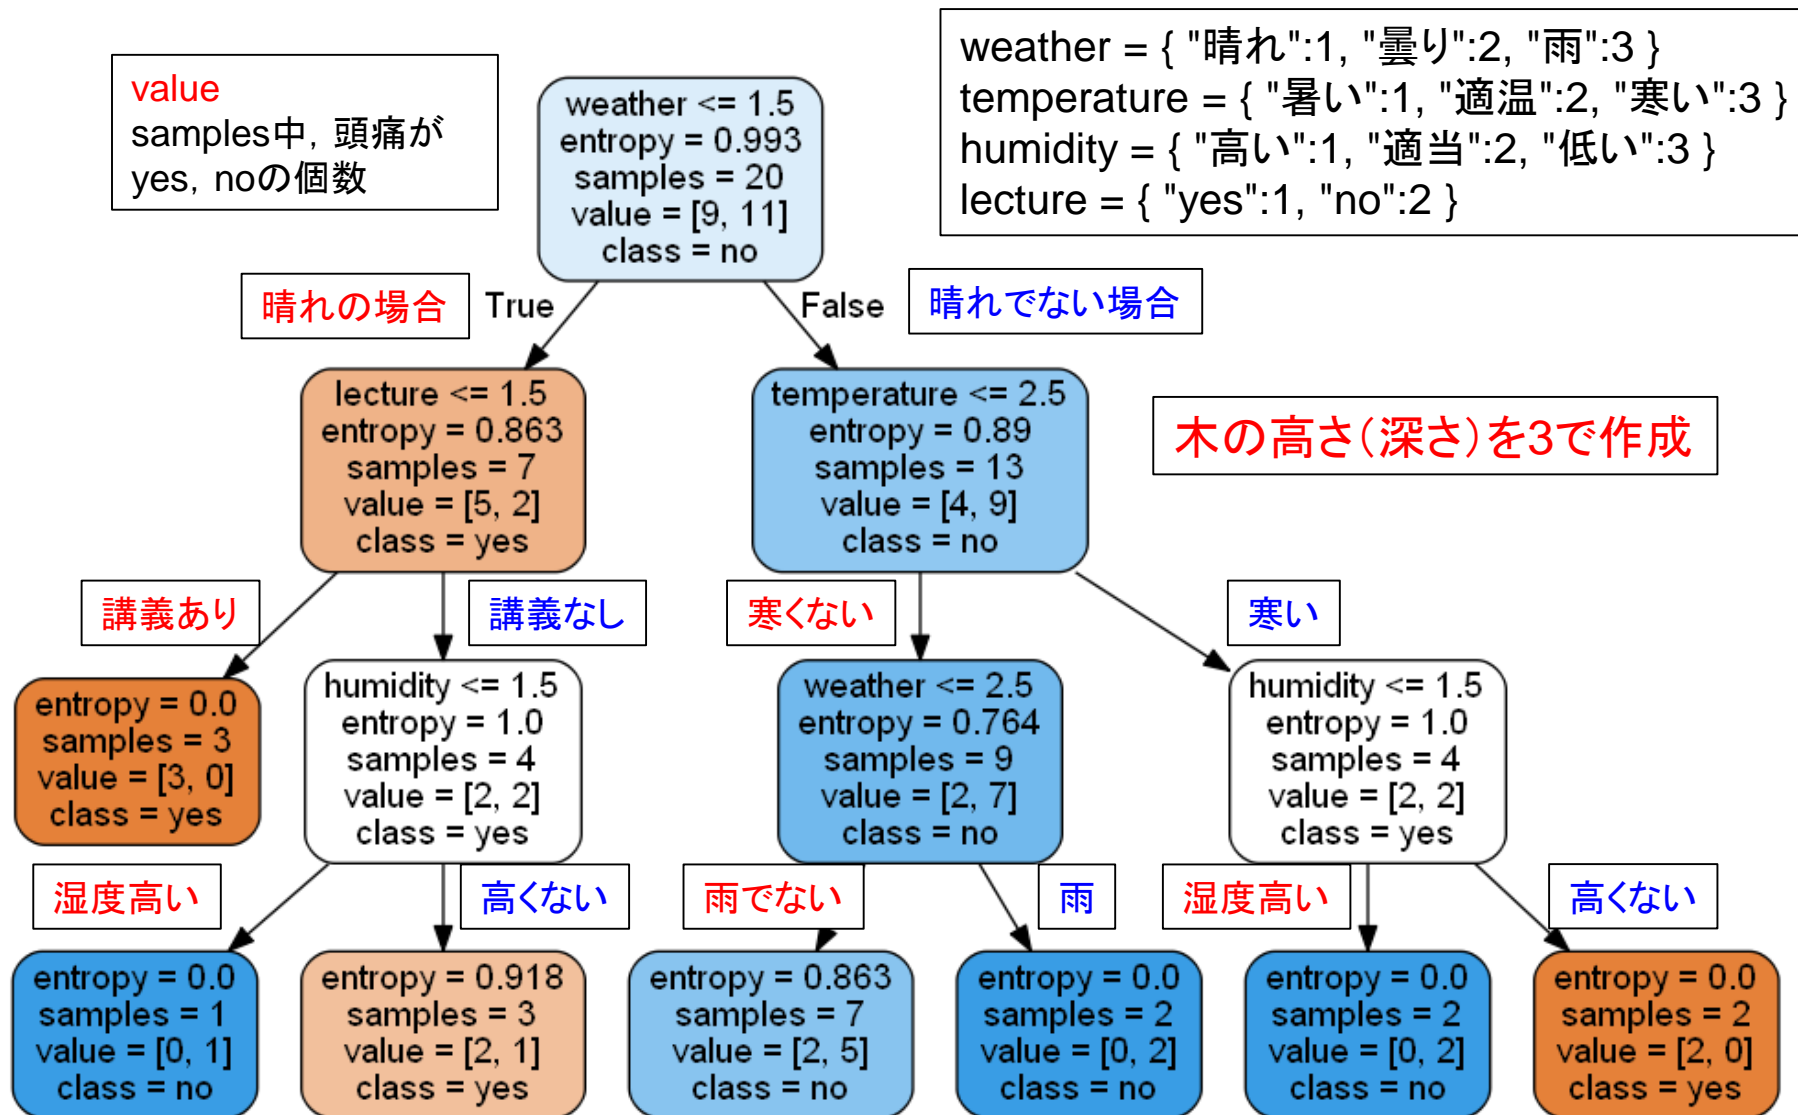 value
samples中，頭痛が
yes，noの個数
weather = { "晴れ":1, "曇り":2, "雨":3 }
temperature = { "暑い":1, "適温":2, "寒い":3 }
humidity = { "高い":1, "適当":2, "低い":3 }
lecture = { "yes":1, "no":2 }
weather <= 1.5
entropy = 0.993
samples = 20
value = [9, 11]
class = no
晴れの場合
True
False
晴れでない場合
lecture <= 1.5
entropy = 0.863
samples = 7
value = [5, 2]
class = yes
temperature <= 2.5
entropy = 0.89
samples = 13
value = [4, 9]
class = no
木の高さ（深さ）を3で作成
講義あり
講義なし
寒くない
寒い
entropy = 0.0
samples = 3
value = [3, 0]
class = yes
humidity <= 1.5
entropy = 1.0
samples = 4
value = [2, 2]
class = yes
weather <= 2.5
entropy = 0.764
samples = 9
value = [2, 7]
class = no
humidity <= 1.5
entropy = 1.0
samples = 4
value = [2, 2]
class = yes
湿度高い
高くない
雨でない
雨
湿度高い
高くない
entropy = 0.0
samples = 1
value = [0, 1]
class = no
entropy = 0.918
samples = 3
value = [2, 1]
class = yes
entropy = 0.863
samples = 7
value = [2, 5]
class = no
entropy = 0.0
samples = 2
value = [0, 2]
class = no
entropy = 0.0
samples = 2
value = [0, 2]
class = no
entropy = 0.0
samples = 2
value = [2, 0]
class = yes